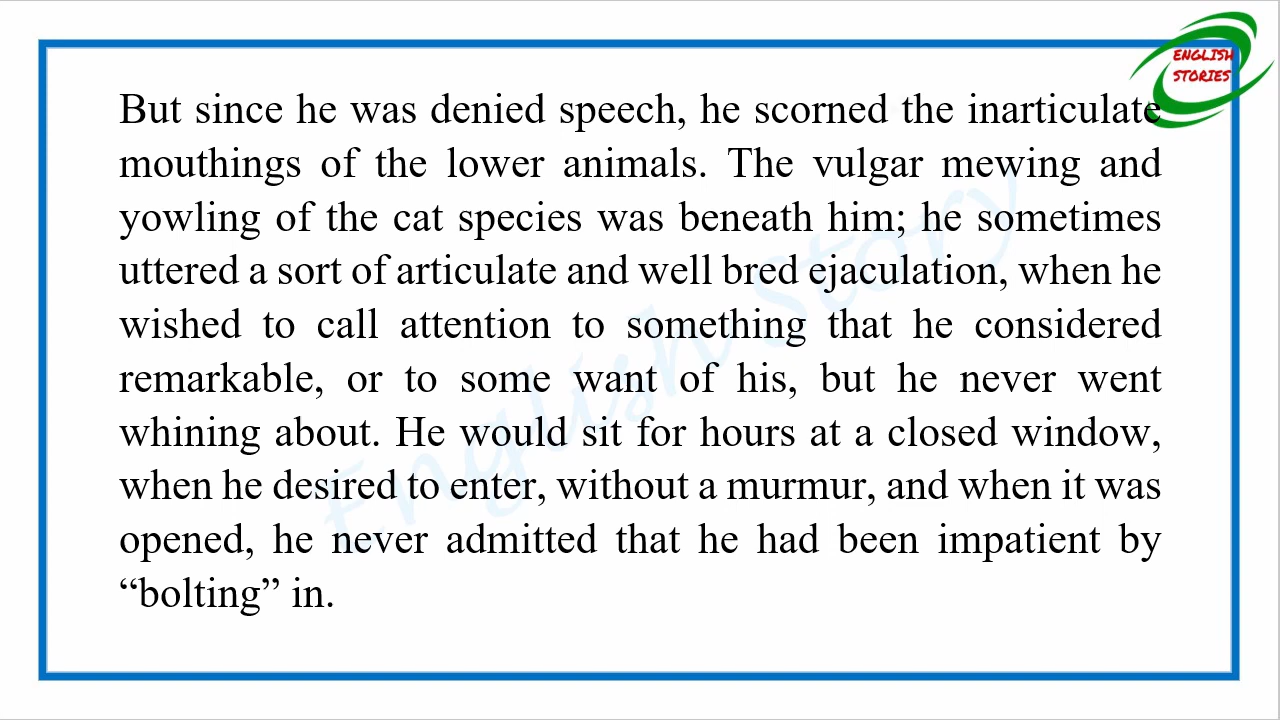 ENGLISH
STORIES
But since he was denied speech, he scorned the inarticulate
mouthings of the lower animals. The vulgar mewing and
yowling of the cat species was beneath him; he sometimes
uttered a sort of articulate and well bred ejaculation, when he
wished to call attention to something that he considered
remarkable, or to some want of his, but he never went
whining about. He would sit for hours at a closed window,
when he desired to enter, without a murmur, and when it was
opened, he never admitted that he had been impatient by
“bolting” in.
English Story